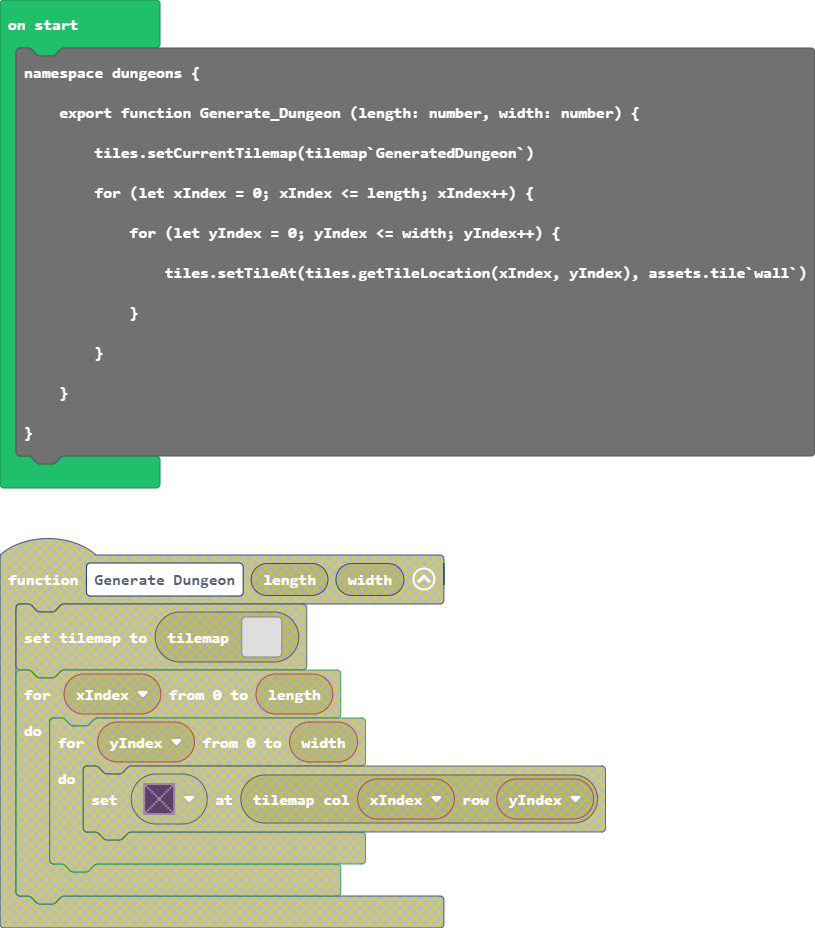 on start
namespace dungeons {
export function Generate_Dungeon (length: number, width: number) {
tiles.setCurrentTilemap(tilemap`GeneratedDungeon`)
for (let xIndex = 0; xIndex <= length; xIndex++) {
for (let yIndex = 0; yIndex <= width; yIndex++) {
tiles.setTileAt(tiles.getTileLocation(xIndex, yIndex), assets.tile`wall`)
}
}
}
}
function Generate Dungeon length width
set tilemap to tilemap
for xIndex from 0 to length
do
for yIndex from 0 to width
do
set at tilemap col xIndex row yIndex